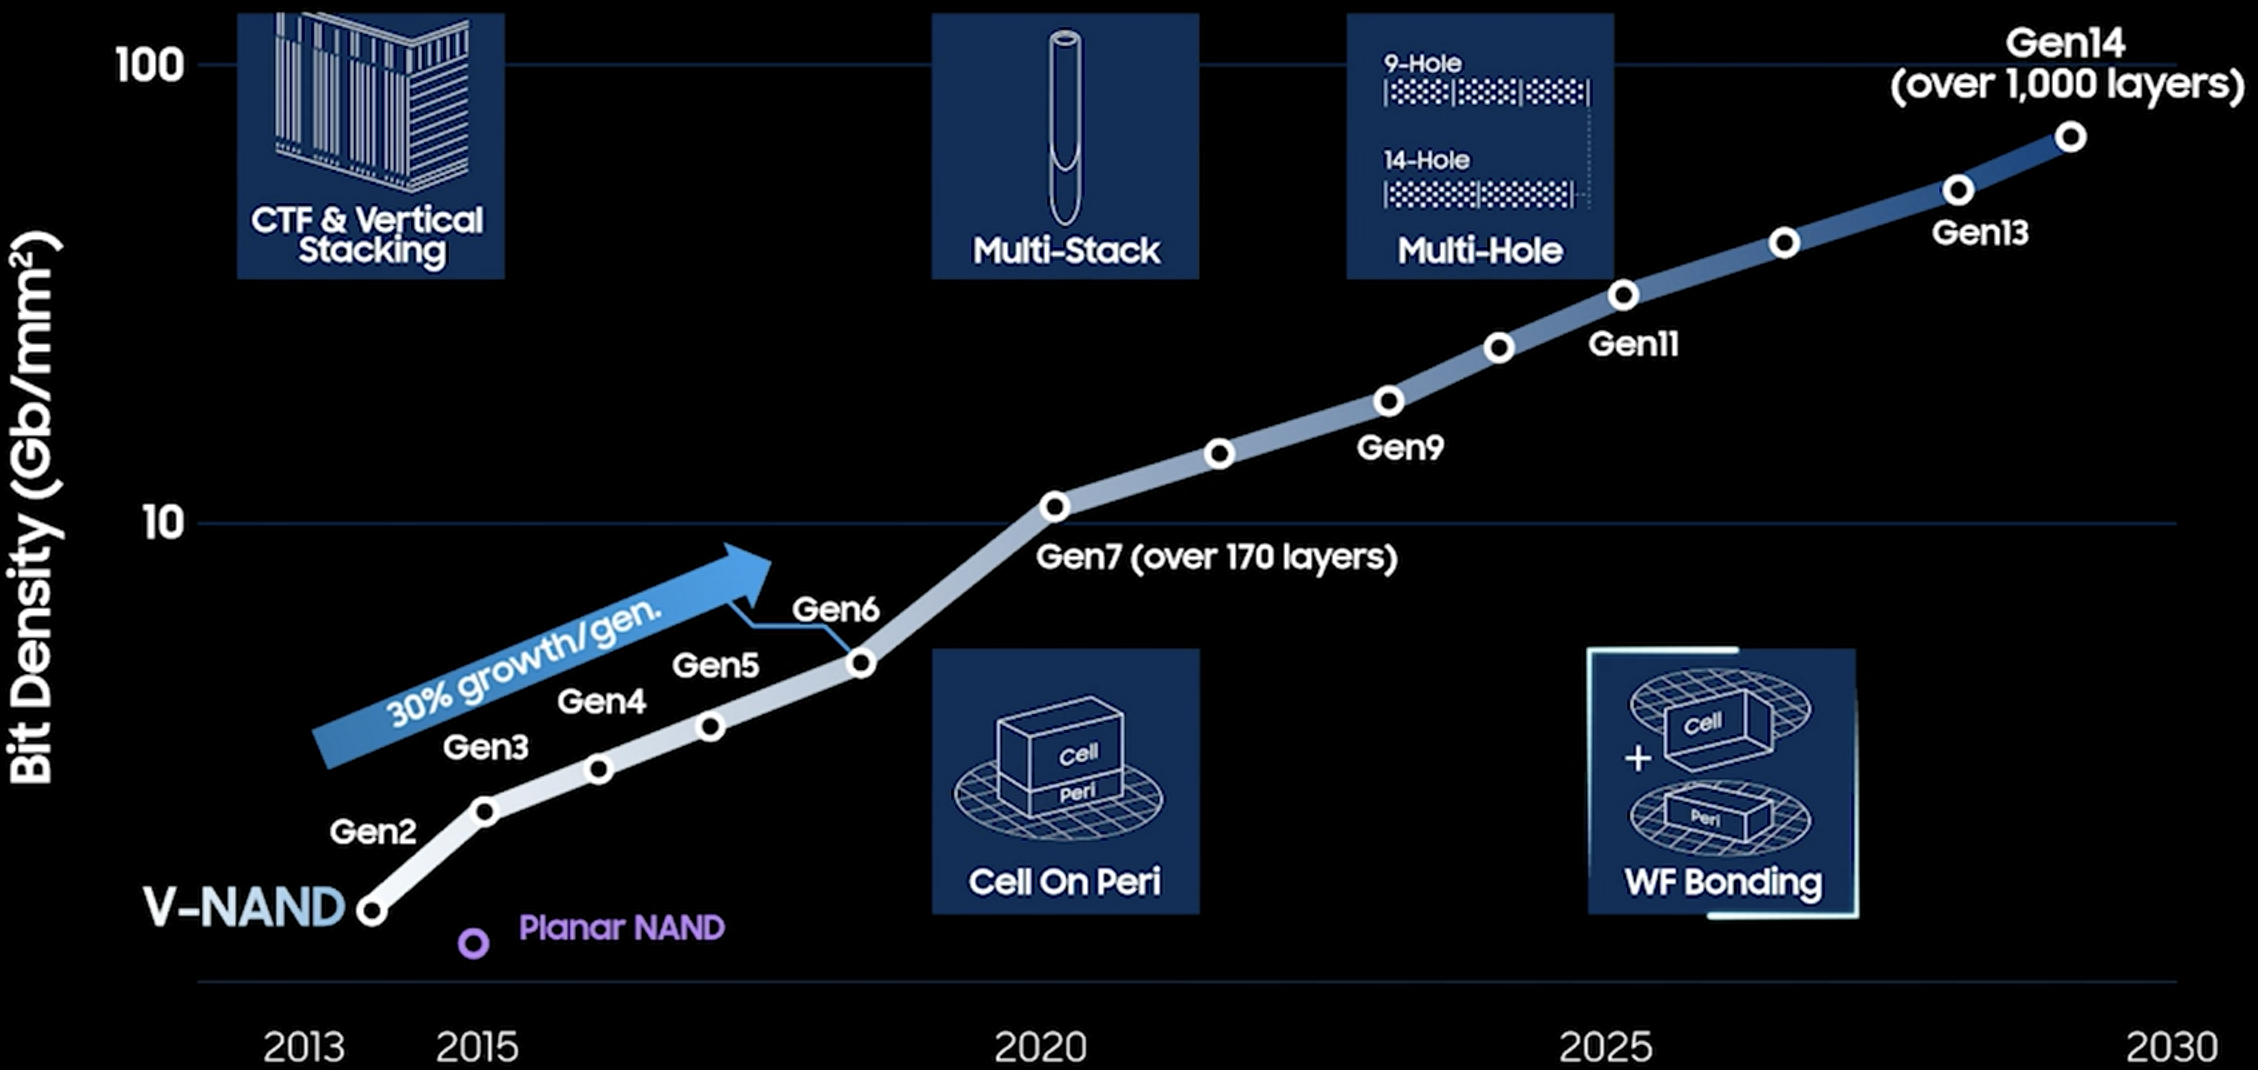 Bit Density (Gb/mm²)
100
10
CTF & Vertical
Stacking
Multi-Stack
9-Hole
14-Hole
Multi-Hole
Gen14
(over 1,000 layers)
Gen13
Gen11
Gen9
Gen7 (over 170 layers)
30% growth/gen.
Gen6
Gen5
Gen4
Gen3
Gen2
V-NAND
Planar NAND
Cell
Peri
Cell On Peri
Cell
+
Peri
WF Bonding
2013
2015
2020
2025
2030